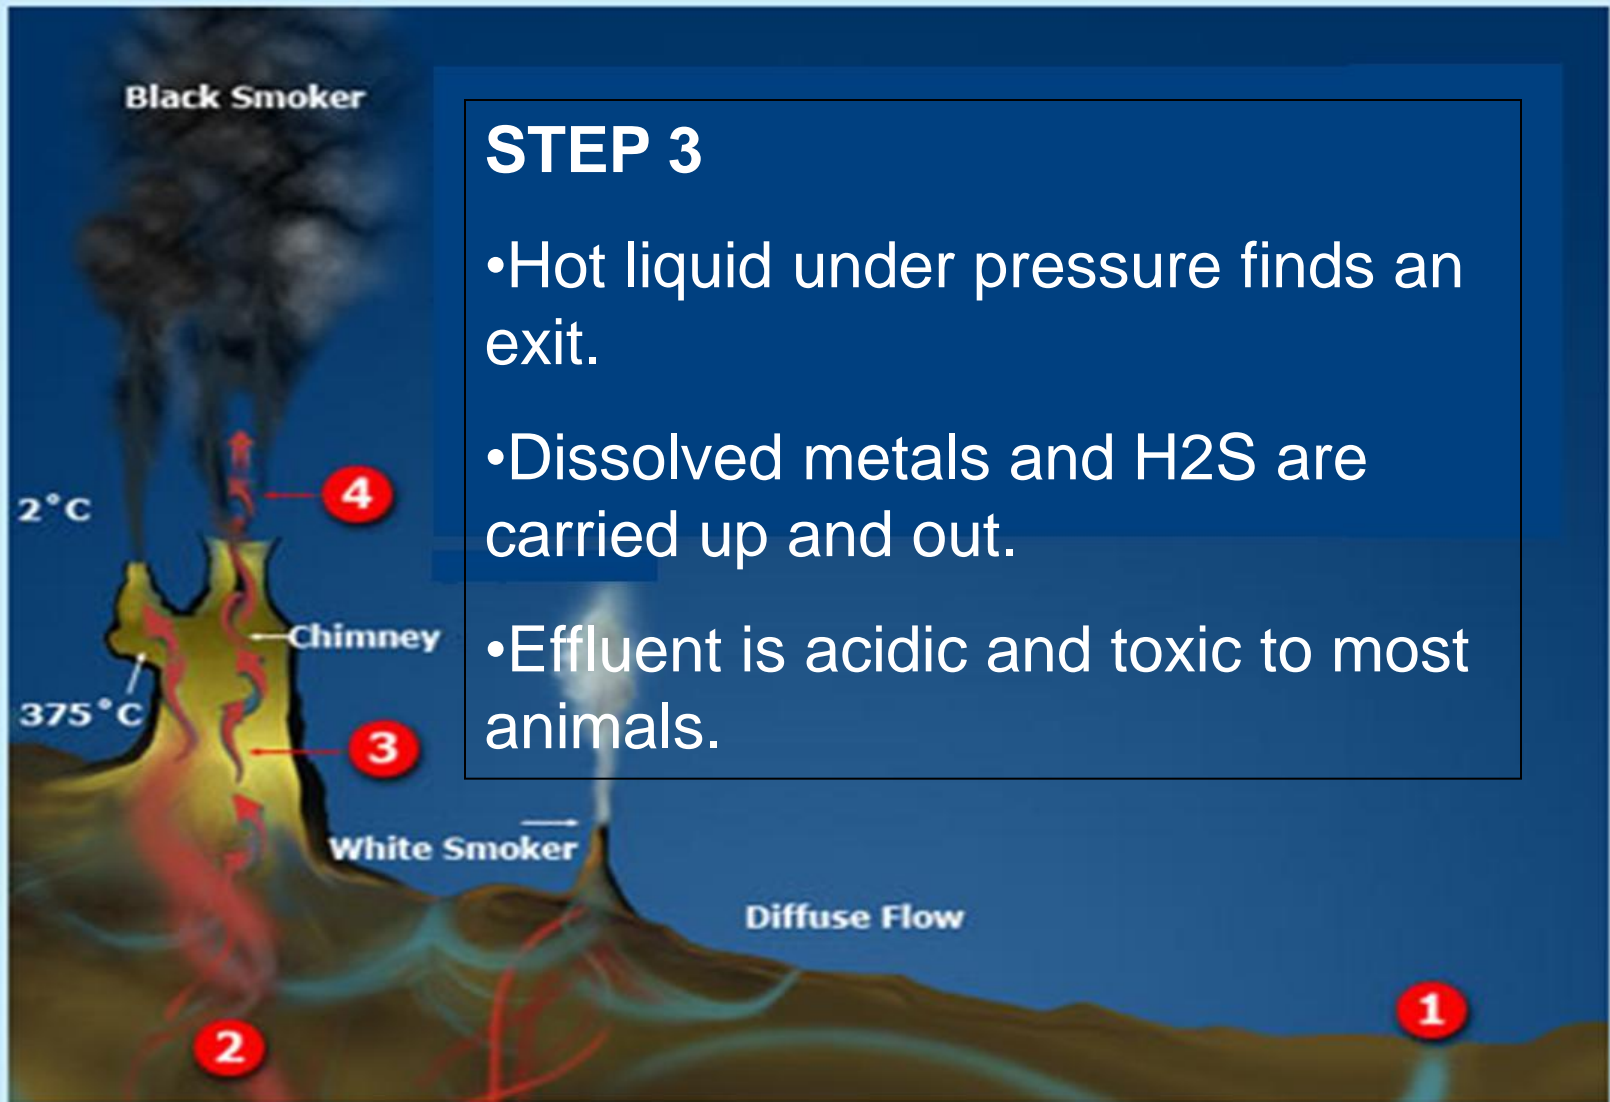 Black Smoker
STEP 3
•Hot liquid under pressure finds an
exit.
•Dissolved metals and H2S are
carried up and out.
•Effluent is acidic and toxic to most
animals.
4
2°C
Chimney
375°C
3
White Smoker
Diffuse Flow
1
2